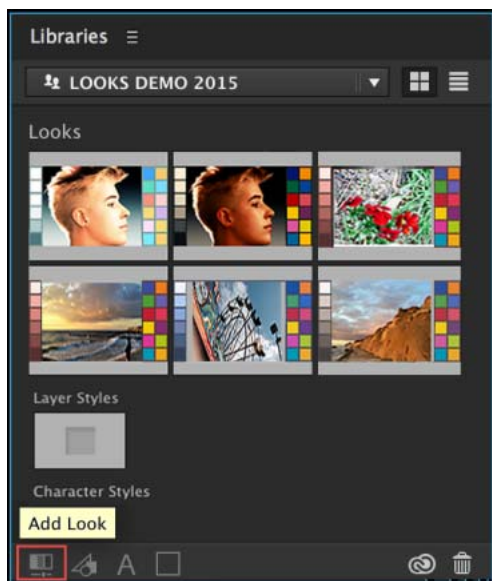 Libraries
LOOKS DEMO 2015
Looks
Layer Styles
Character Styles
Add Look
A